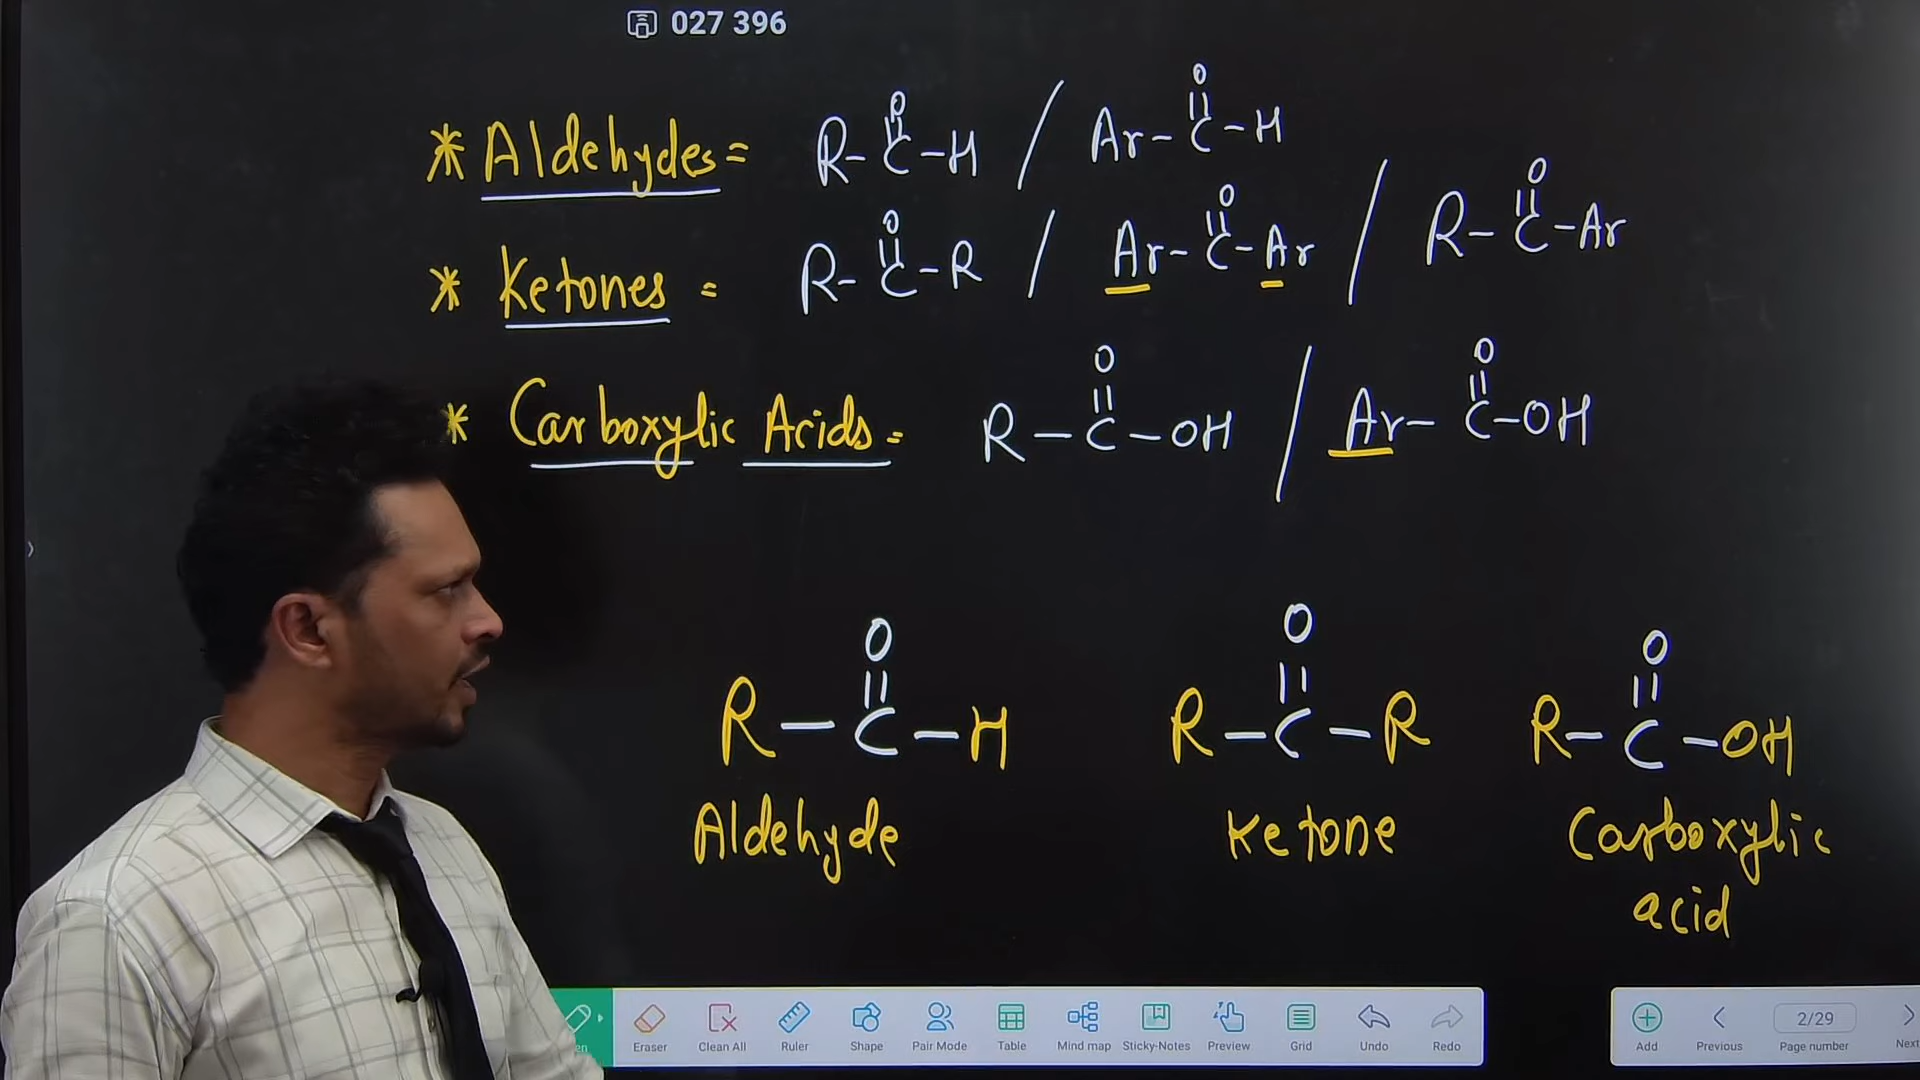 027 396
O O
* Aldehydes = R-C-H / Ar-C-H
O O O
* Ketones = R-C-R / Ar-C-Ar / R-C-Ar
O O
* Carboxylic Acids = R-C-OH / Ar-C-OH
O O O
R-C-H R-C-R R-C-OH
Aldehyde Ketone Carboxylic
acid
Eraser Clean All Ruler Shape Pair Mode Table Mind map Sticky-Notes Preview Grid Undo Redo Add Previous 2/29 Page number Next